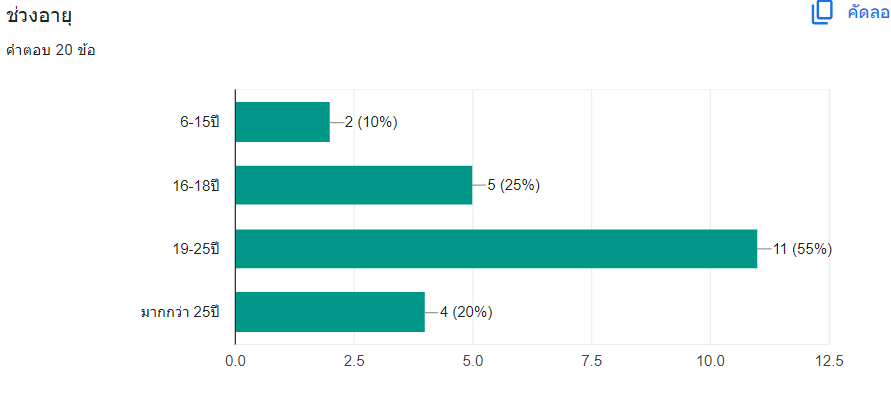 ช่วงอายุ
คัดลอ
คำตอบ 20 ข้อ
6-15ปี
2 (10%)
16-18ปี
5 (25%)
19-25ปี
11 (55%)
มากกว่า 25ปี
4 (20%)
0.0 2.5 5.0 7.5 10.0 12.5